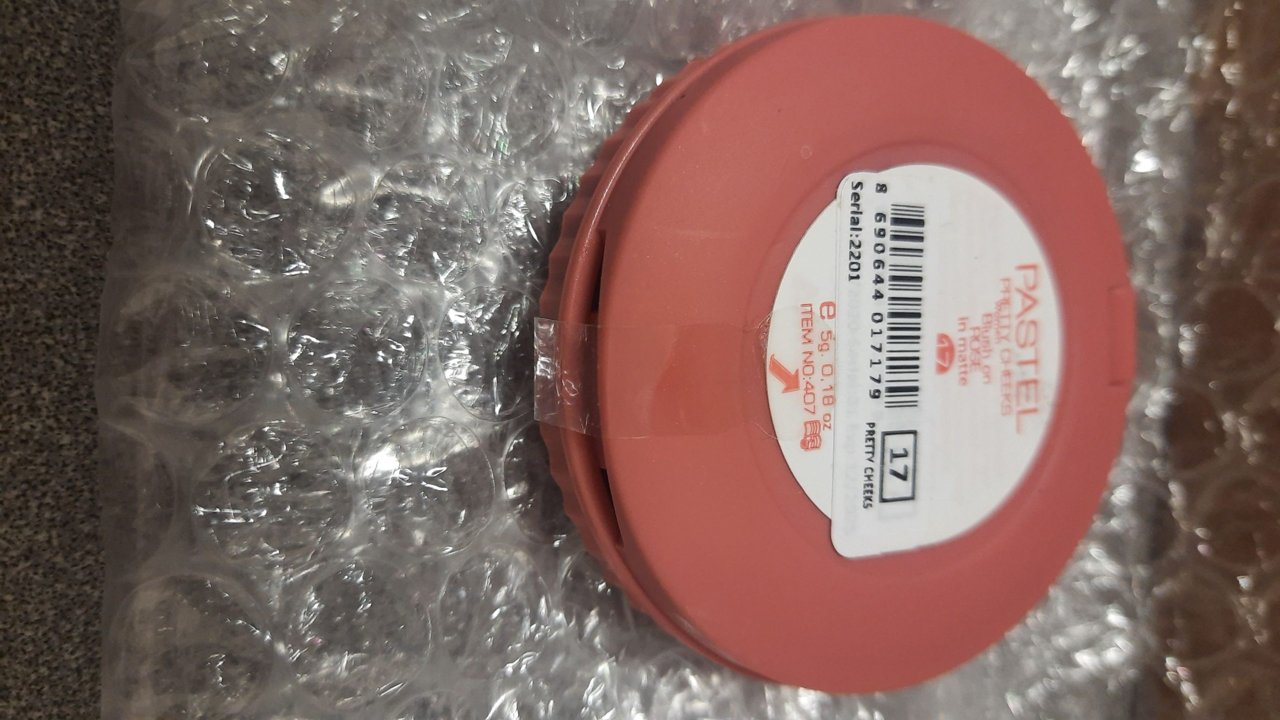 PASTEL
PRETTY CHEEKS
Blush on
ROSE
in matte
17
8 690644 017179
Serial:2201
17
PRETTY CHEEKS
e 5g. 0,18 oz
ITEM NO:407